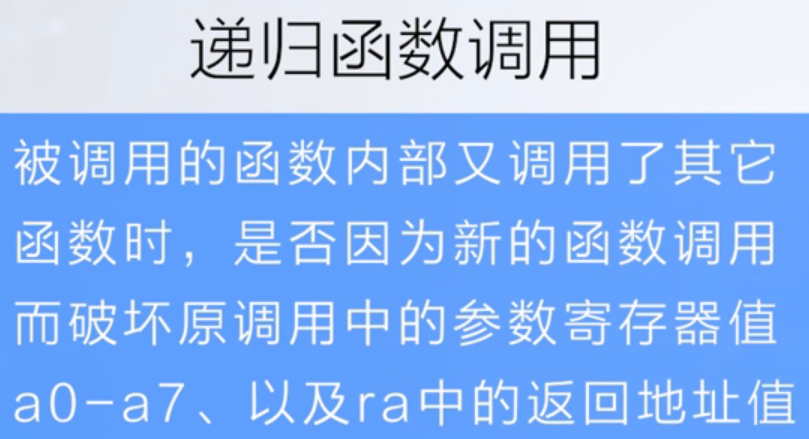 递归函数调用
被调用的函数内部又调用了其它
函数时，是否因为新的函数调用
而破坏原调用中的参数寄存器值
a0-a7、以及ra中的返回地址值